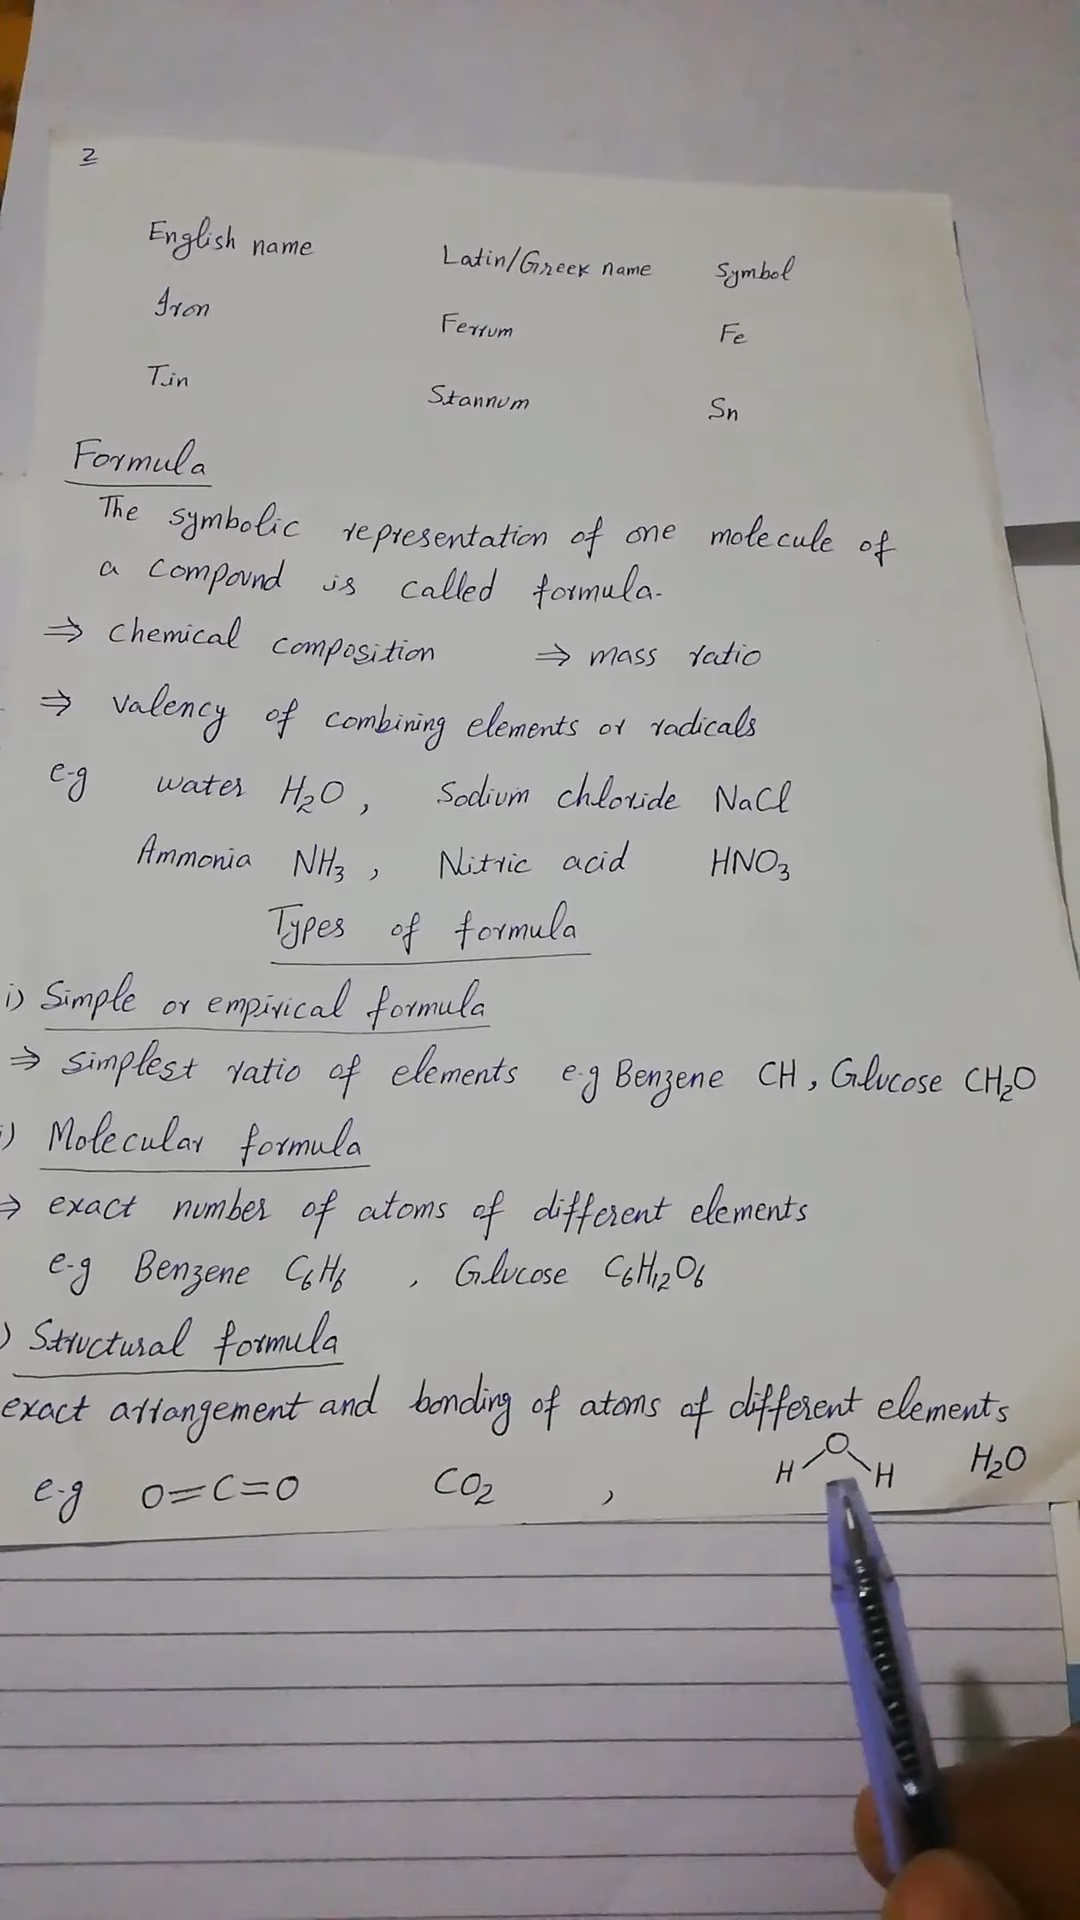 2
English name Latin/Greek name Symbol
Iron Ferrum Fe
Tin Stannum Sn
Formula
The symbolic representation of one molecule of
a compound is called formula.
⇒ chemical composition ⇒ mass ratio
⇒ valency of combining elements or radicals
e-g water H₂O, Sodium chloride NaCl
Ammonia NH₃, Nitric acid HNO₃
Types of formula
i) Simple or empirical formula
⇒ simplest ratio of elements e.g Benzene CH, Glucose CH₂O
) Molecular formula
⇒ exact number of atoms of different elements
e-g Benzene C₆H₆, Glucose C₆H₁₂O₆
) Structural formula
exact arrangement and bonding of atoms of different elements
e-g O=C=O CO₂, H O H H₂O